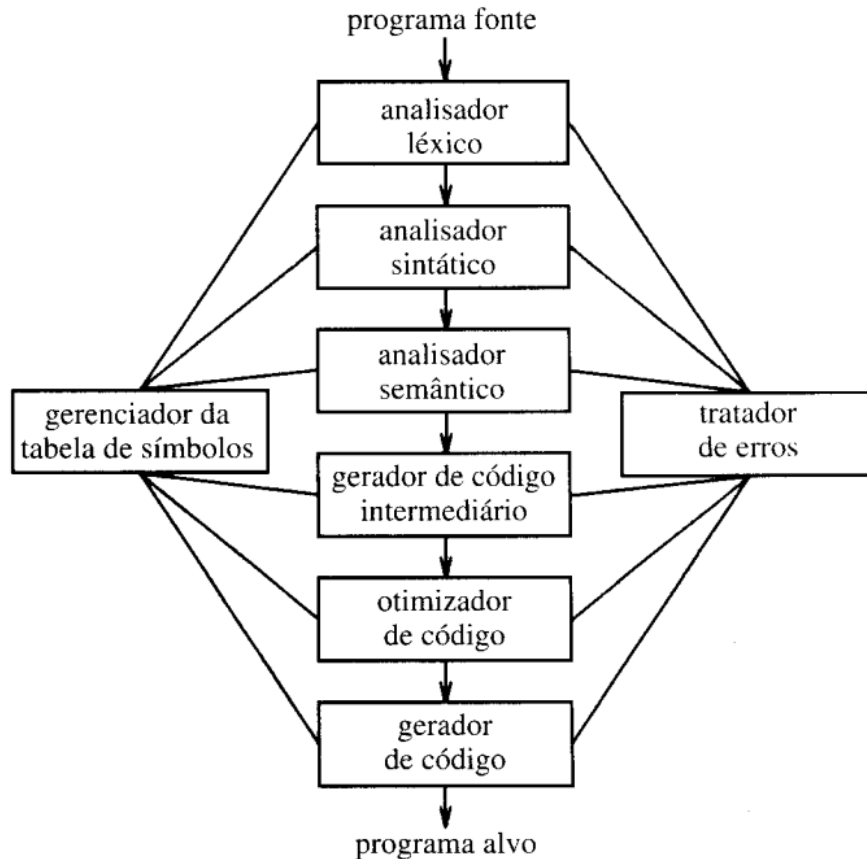 programa fonte
analisador
léxico
analisador
sintático
analisador
semântico
gerenciador da
tabela de símbolos
tratador
de erros
gerador de código
intermediário
otimizador
de código
gerador
de código
programa alvo